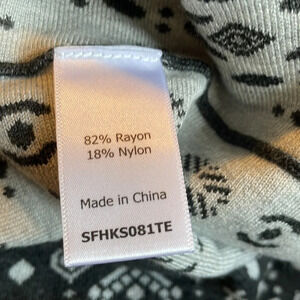 82% Rayon
18% Nylon
Made in China
SFHKS081TE